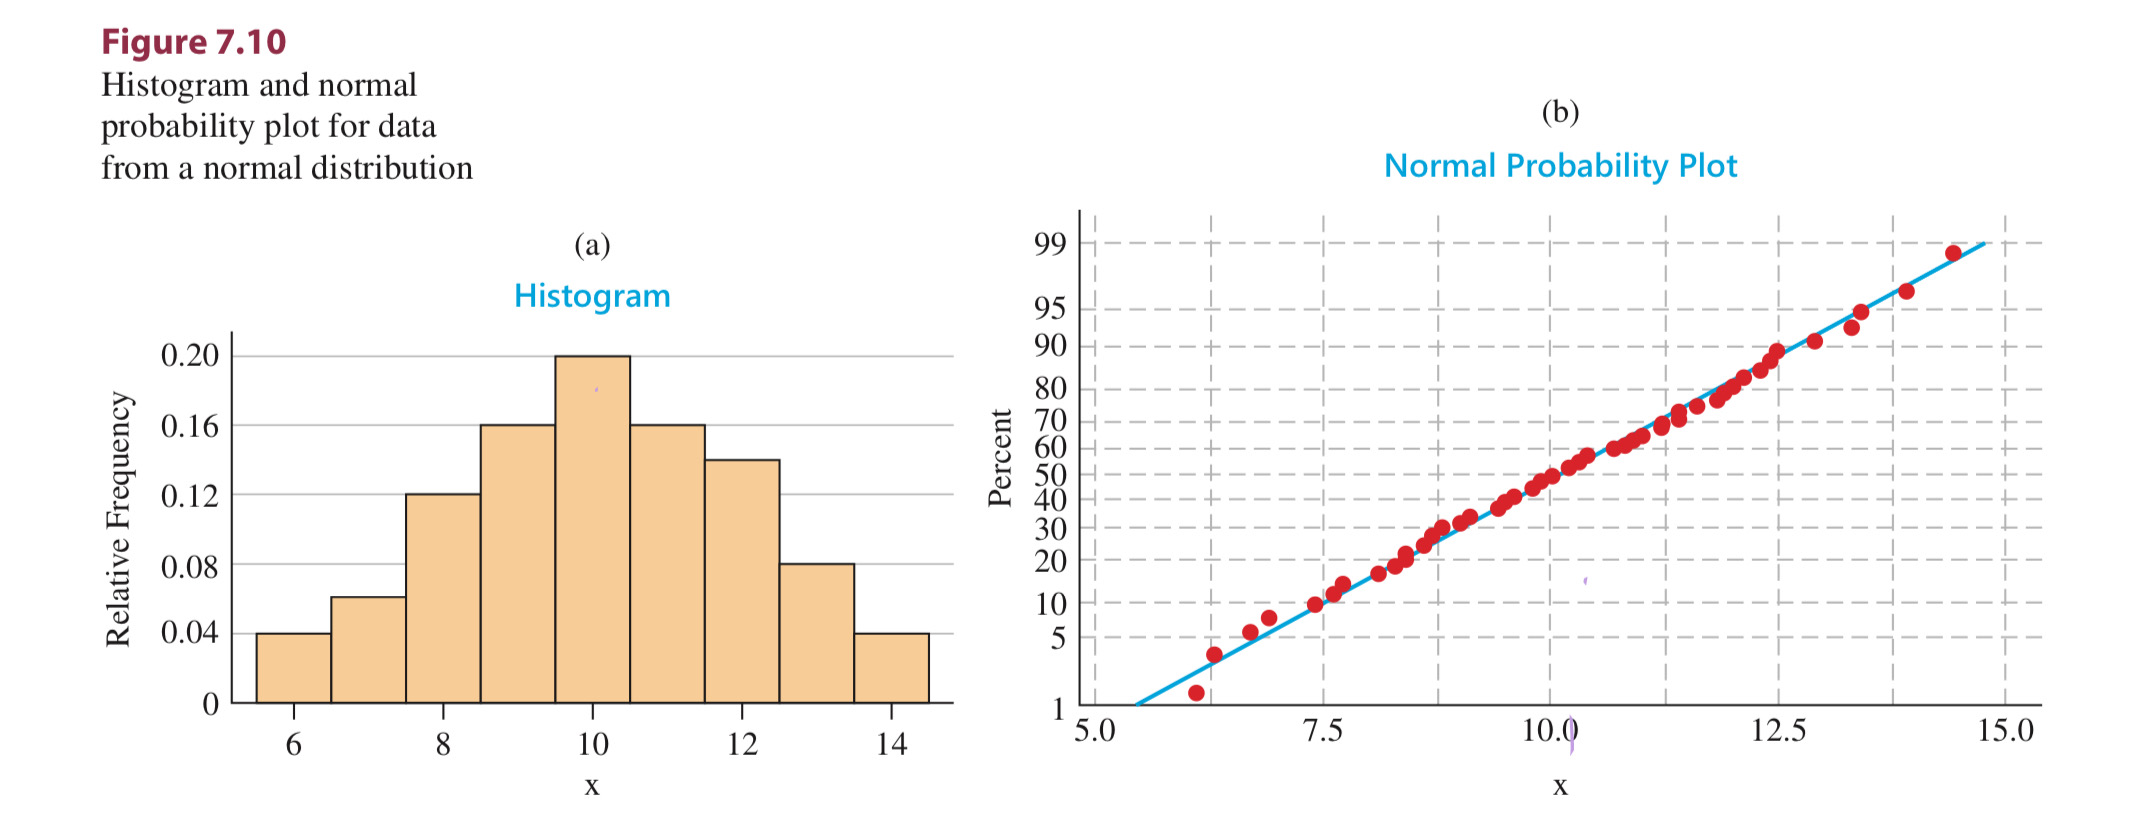 Figure 7.10
Histogram and normal
probability plot for data
from a normal distribution
(a)
Histogram
Relative Frequency
0.20
0.16
0.12
0.08
0.04
0
6 8 10 12 14
x
(b)
Normal Probability Plot
Percent
99
95
90
80
70
60
50
40
30
20
10
5
1
5.0 7.5 10.0 12.5 15.0
x